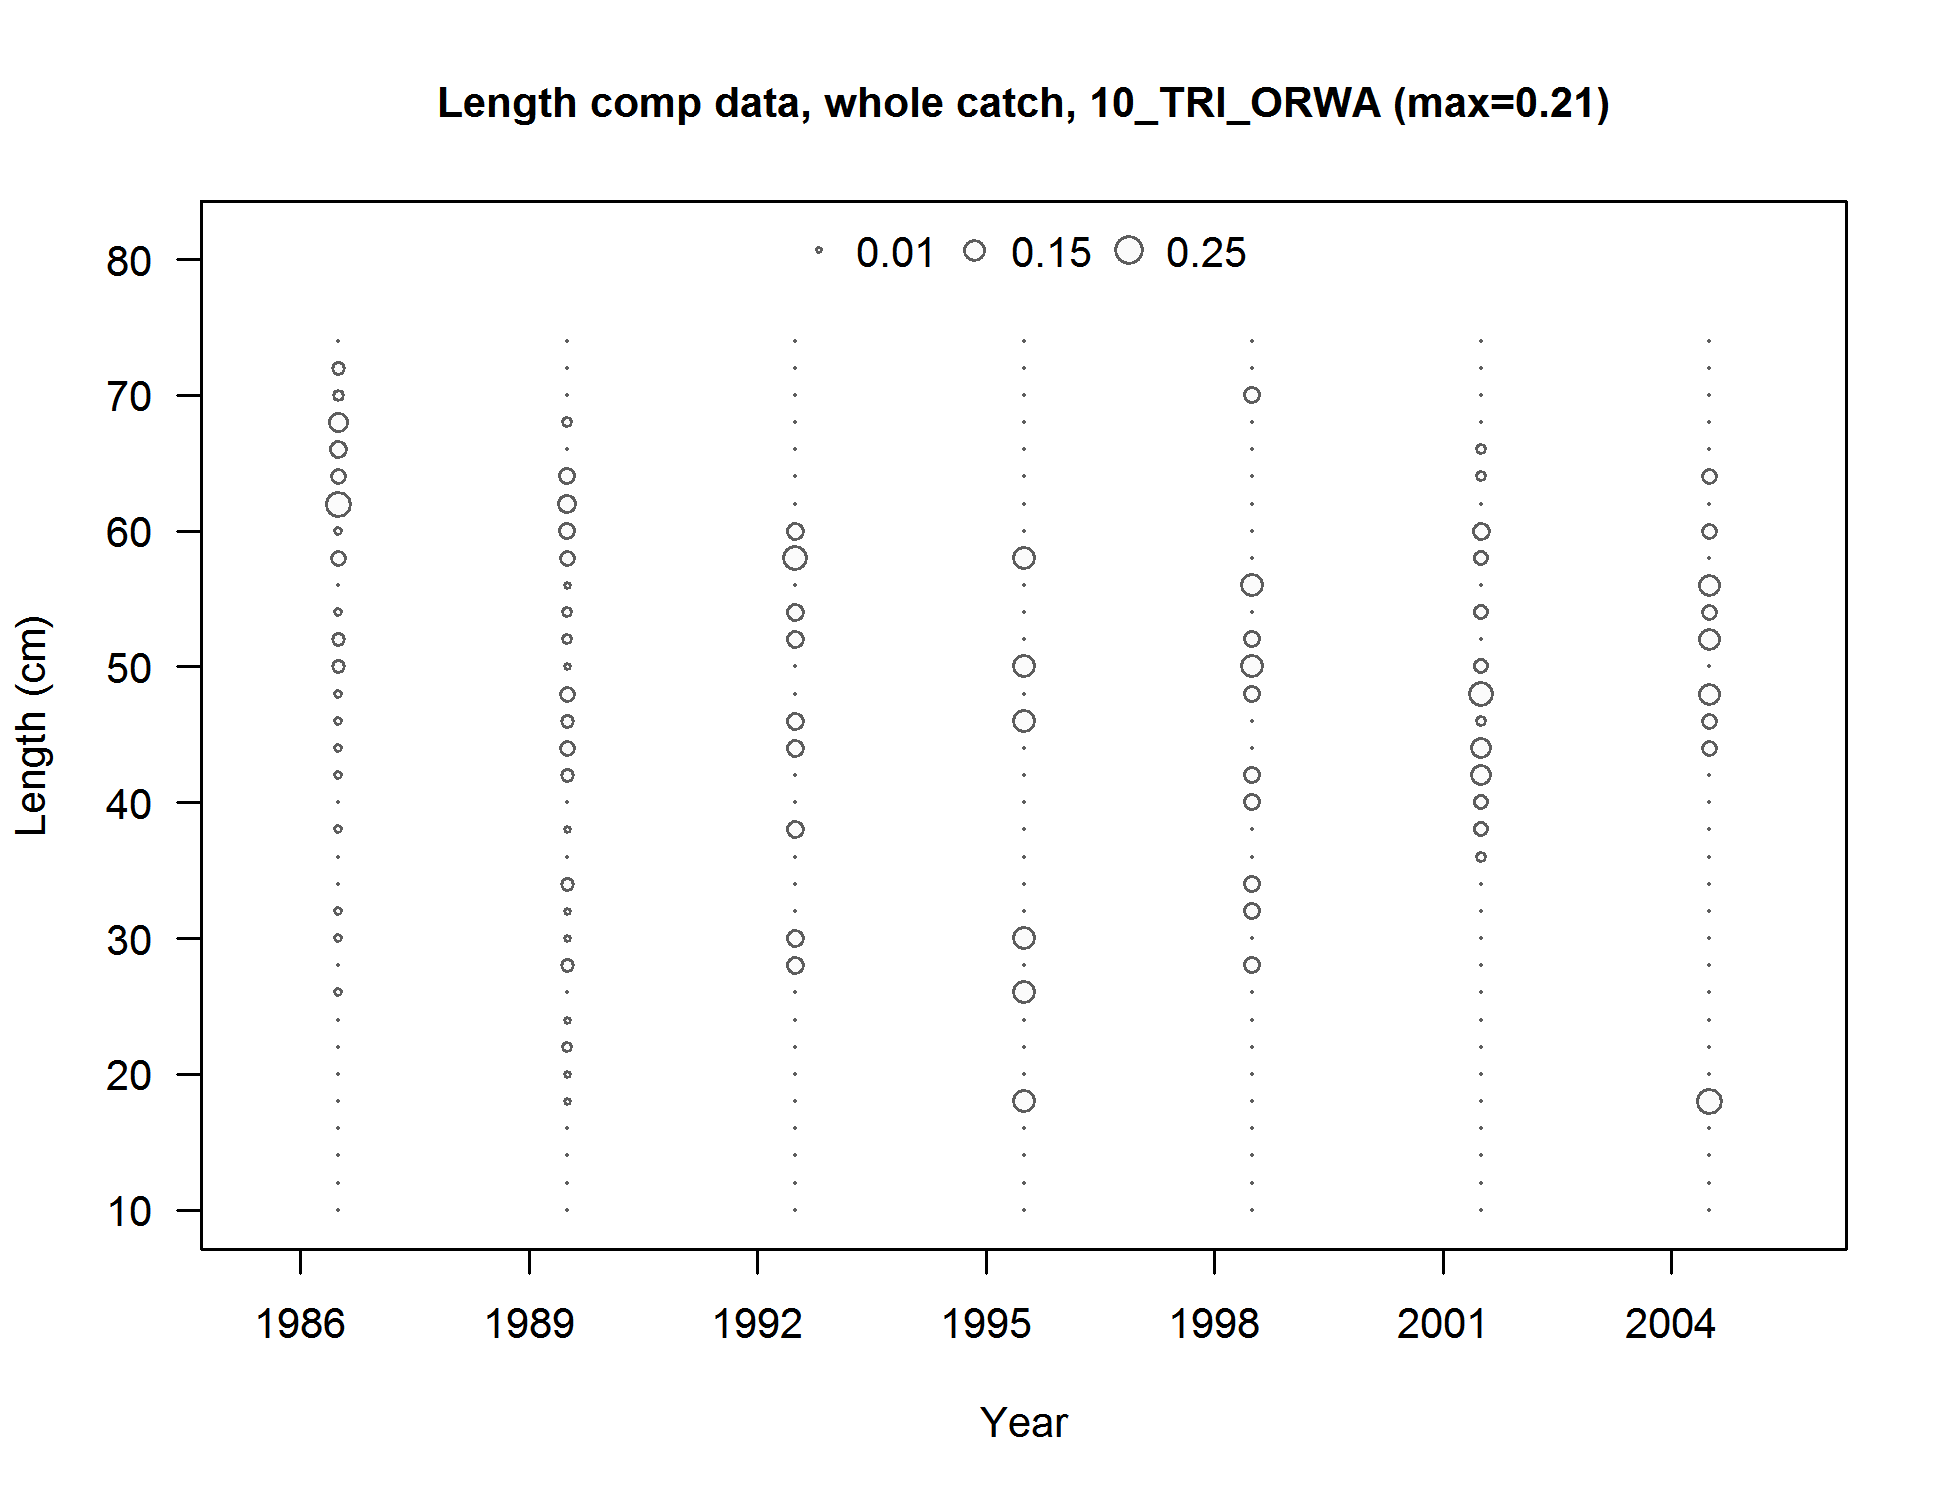 Length comp data, whole catch, 10_TRI_ORWA (max=0.21)
0.01 0.15 0.25
80
70
60
50
40
30
20
10
Length (cm)
1986 1989 1992 1995 1998 2001 2004
Year